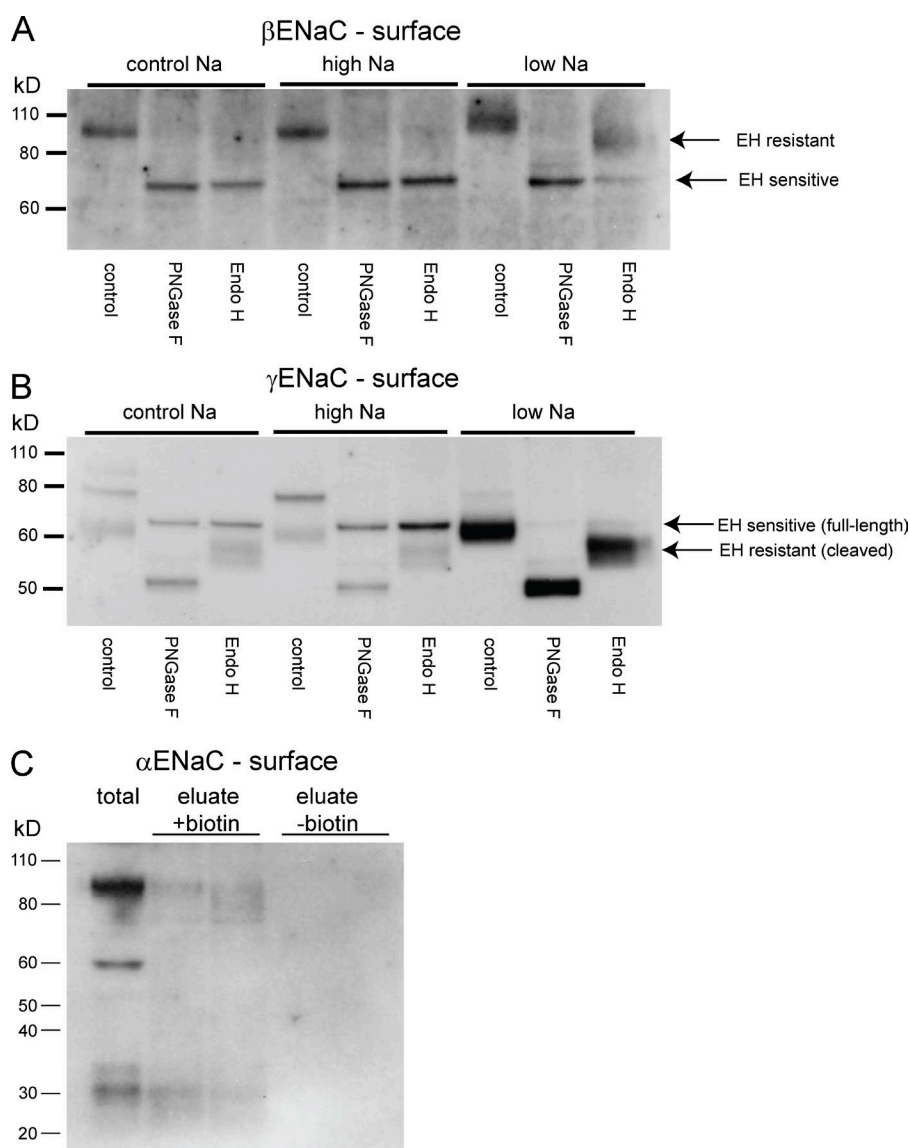 A
βENaC - surface
control Na high Na low Na
kD
110
80
60
EH resistant
EH sensitive
control PNGase F Endo H control PNGase F Endo H control PNGase F Endo H
B
γENaC - surface
control Na high Na low Na
kD
110
80
60
50
EH sensitive (full-length)
EH resistant (cleaved)
control PNGase F Endo H control PNGase F Endo H control PNGase F Endo H
C
αENaC - surface
total eluate eluate
+biotin -biotin
kD
110
80
60
50
40
30
20